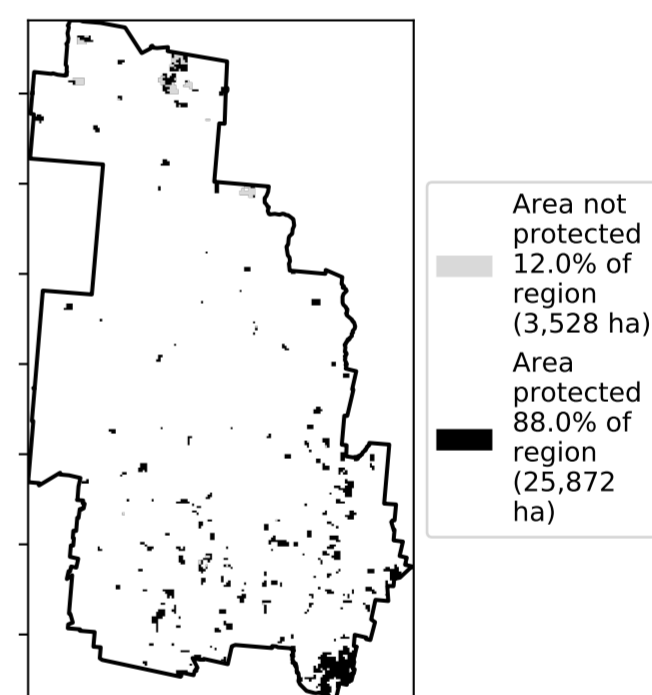 Area not
protected
12.0% of
region
(3,528 ha)
Area
protected
88.0% of
region
(25,872
ha)